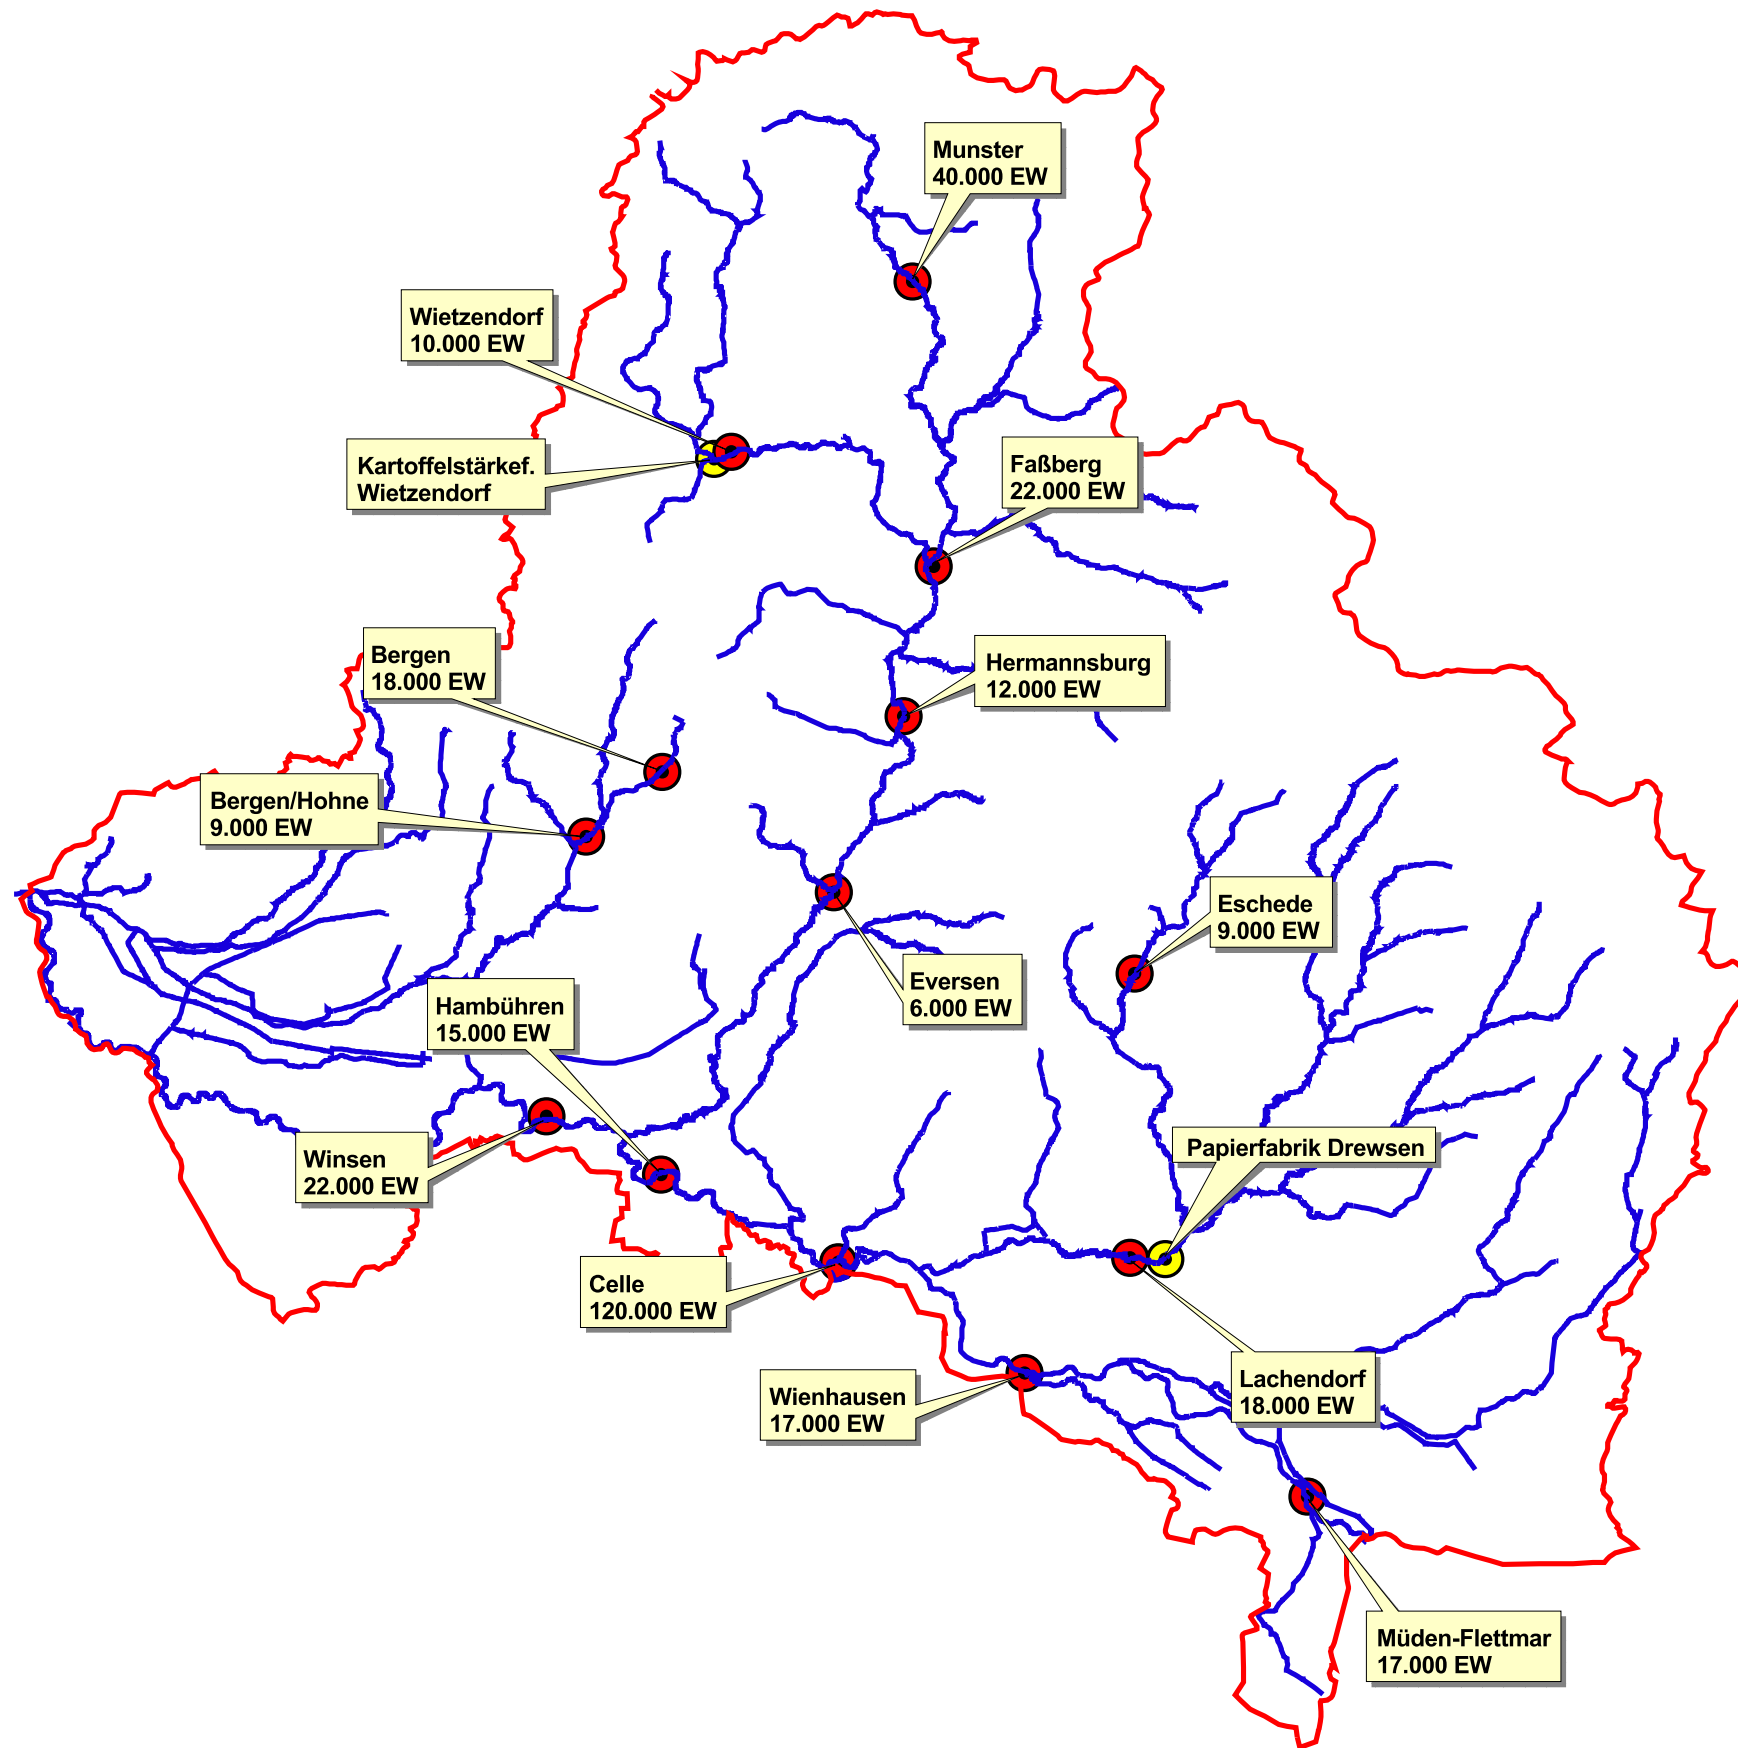 Munster
40.000 EW
Wietzendorf
10.000 EW
Kartoffelstärkef.
Wietzendorf
Faßberg
22.000 EW
Bergen
18.000 EW
Hermannsburg
12.000 EW
Bergen/Hohne
9.000 EW
Eschede
9.000 EW
Eversen
6.000 EW
Hambühren
15.000 EW
Papierfabrik Drewsen
Winsen
22.000 EW
Celle
120.000 EW
Lachendorf
18.000 EW
Wienhausen
17.000 EW
Müden-Flettmar
17.000 EW